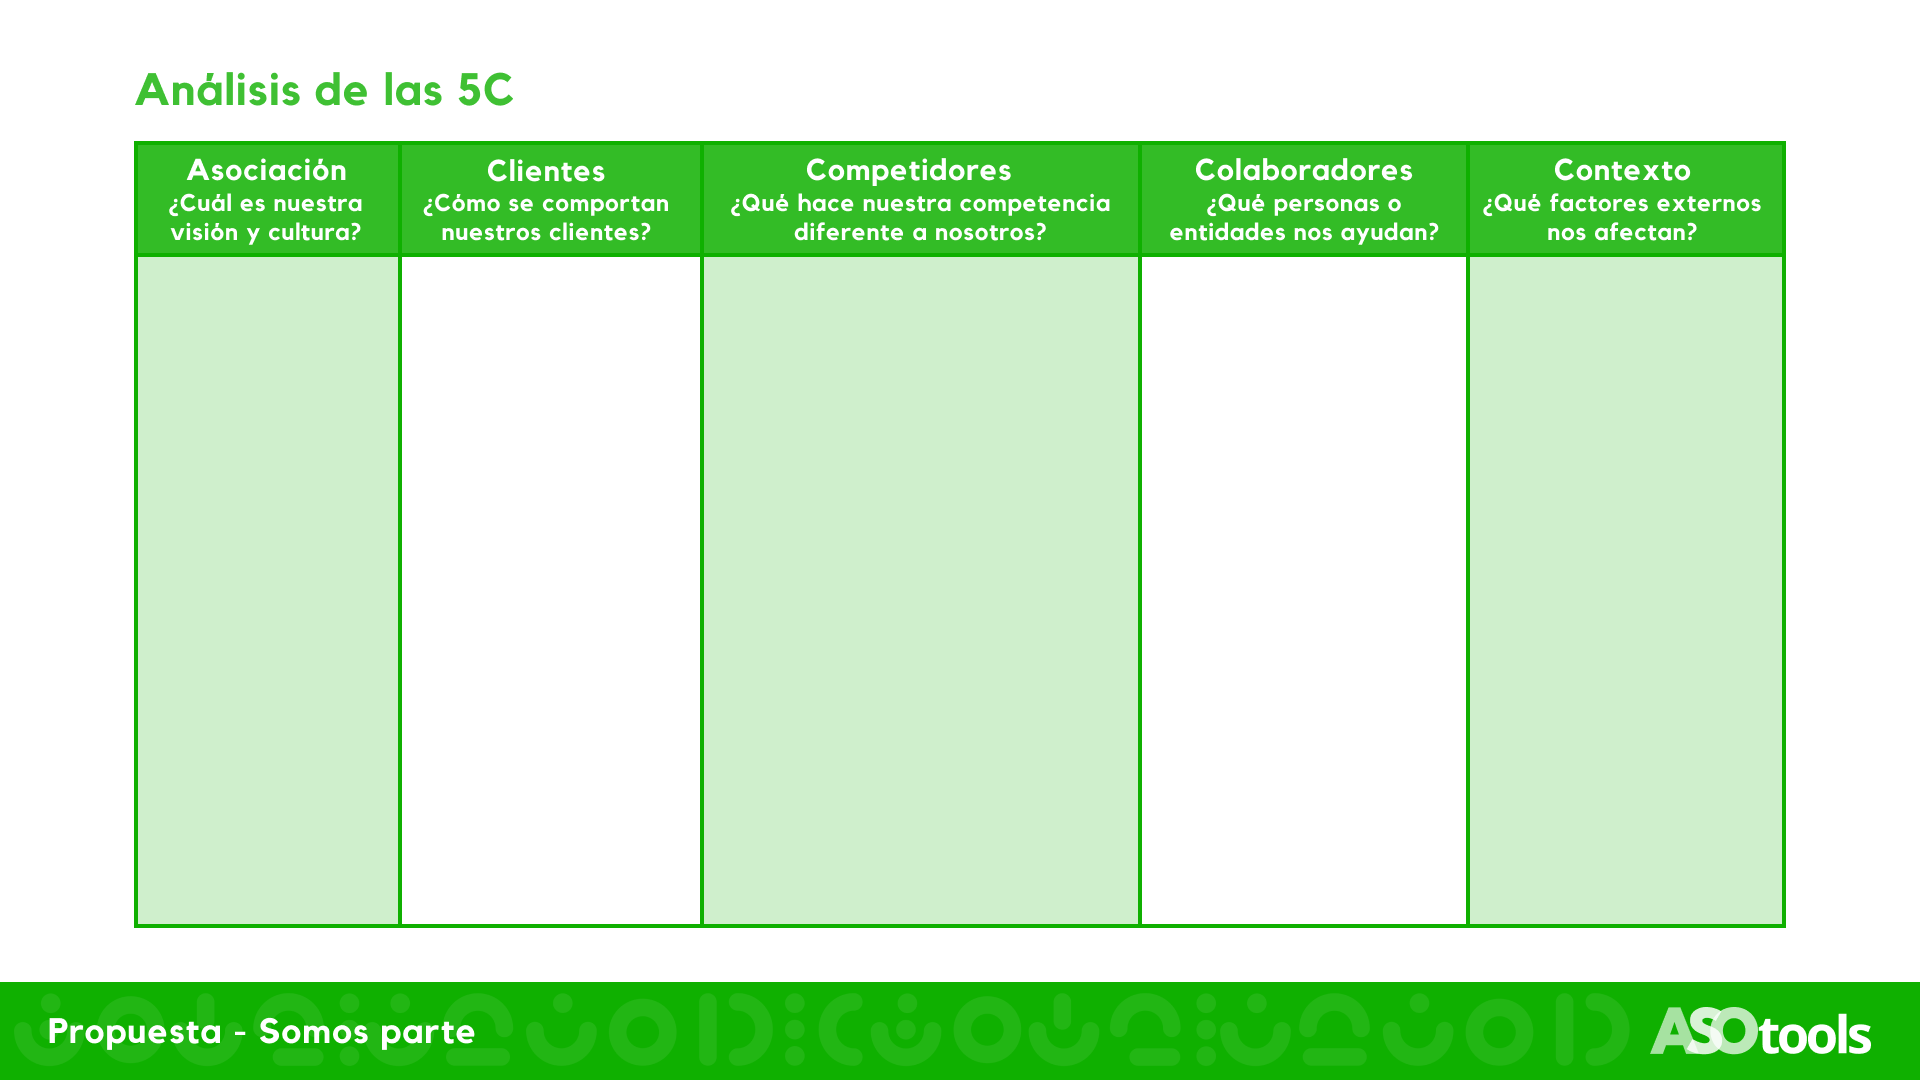 Análisis de las 5C
Asociación
¿Cuál es nuestra
visión y cultura?
Clientes
¿Cómo se comportan
nuestros clientes?
Competidores
¿Qué hace nuestra competencia
diferente a nosotros?
Colaboradores
¿Qué personas o
entidades nos ayudan?
Contexto
¿Qué factores externos
nos afectan?
Propuesta - Somos parte
ASOtools